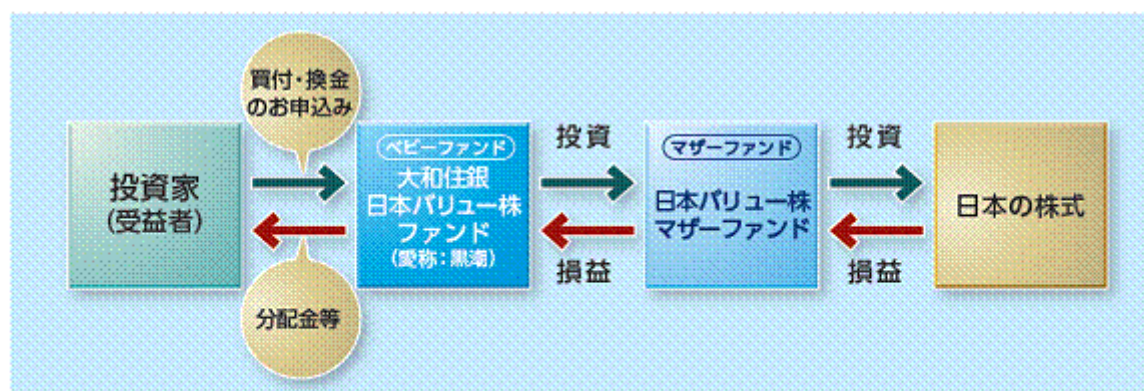 買付・換金
のお申込み
投資家
(受益者)
分配金等
ベビーファンド
大和住銀
日本バリュー株
ファンド
(愛称:黒潮)
投資
損益
マザーファンド
日本バリュー株
マザーファンド
投資
損益
日本の株式